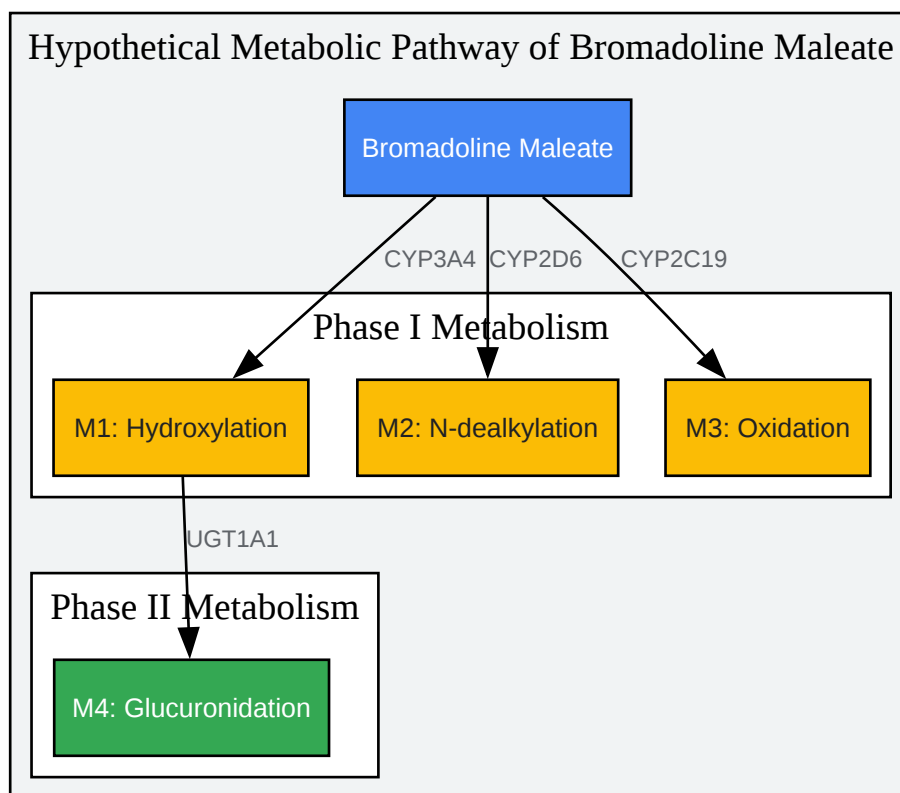 Hypothetical Metabolic Pathway of Bromadoline Maleate
Bromadoline Maleate
CYP3A4
CYP2D6
CYP2C19
Phase I Metabolism
M1: Hydroxylation
M2: N-dealkylation
M3: Oxidation
UGT1A1
Phase II Metabolism
M4: Glucuronidation